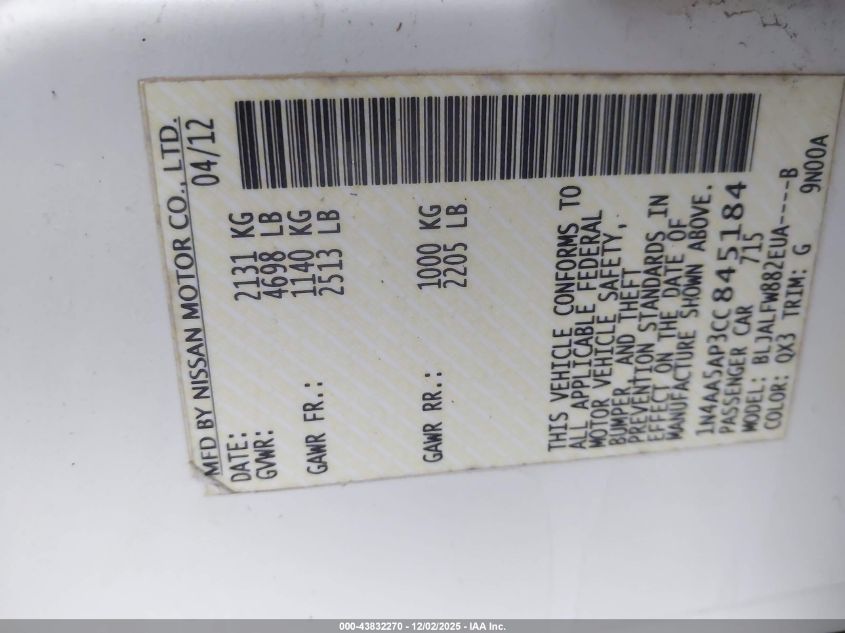 MFD BY NISSAN MOTOR CO., LTD.
DATE: 04/12
GVWR: 2131 KG
4698 LB
GAWR FR.: 1140 KG
2513 LB
GAWR RR.: 1000 KG
2205 LB
THIS VEHICLE CONFORMS TO
ALL APPLICABLE FEDERAL
MOTOR VEHICLE SAFETY,
BUMPER, AND THEFT
PREVENTION STANDARDS IN
EFFECT ON THE DATE OF
MANUFACTURE SHOWN ABOVE.
1N4AA5AP3CC845184
PASSENGER CAR 715
MODEL: BLJALFW882EUA----B
COLOR: QX3 TRIM: G 9N00A
000-43832270 - 12/02/2025 - IAA Inc.